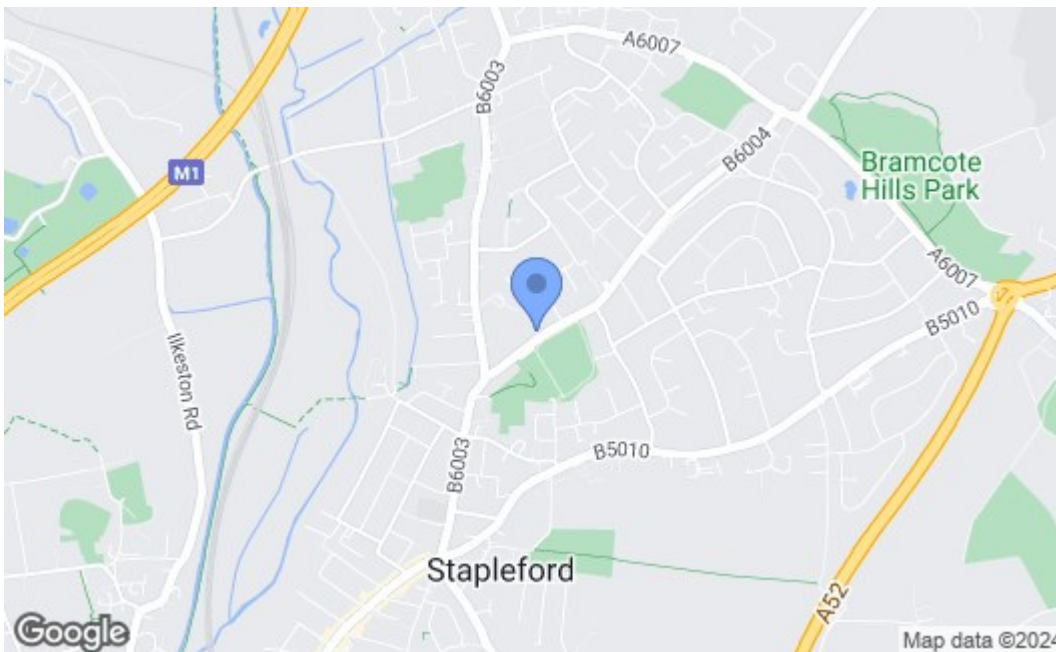 A6007
B6003
B6004
M1
Bramcote
Hills Park
A6007
B5010
Ilkeston Rd
B5010
B6003
Stapleford
A52
Google
Map data ©2024